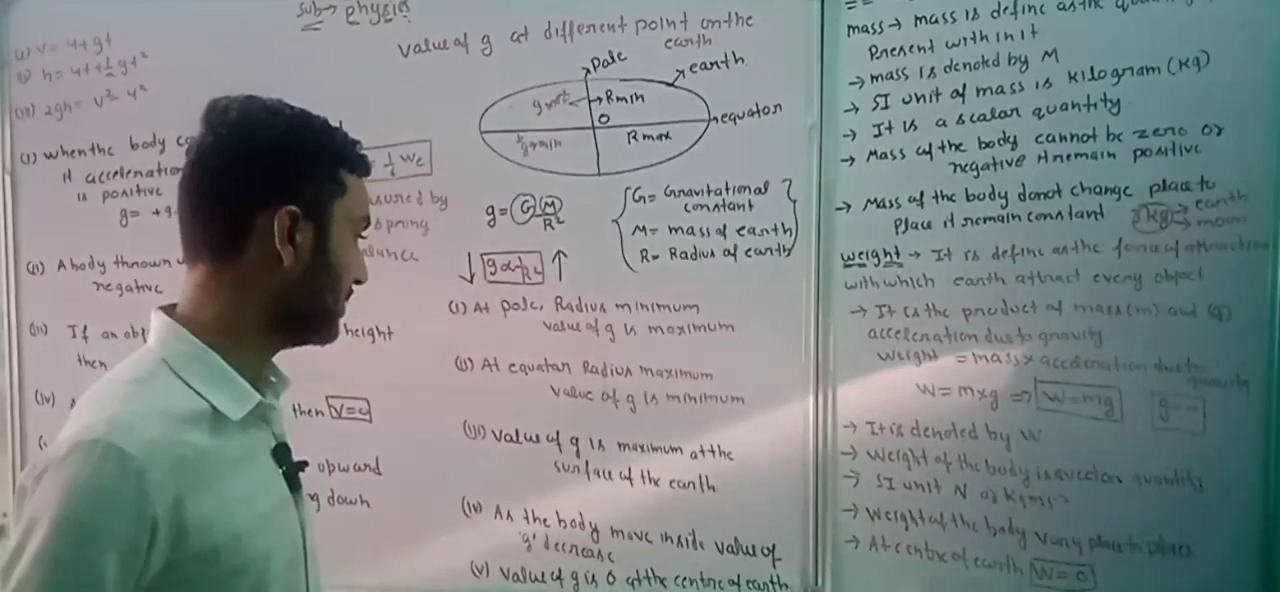 sub → physics
(i) v = u+gt
(ii) h = ut+½gt²
(iii) 2gh = v²-u²
(i) when the body
it acceleration
is positive
g = +g
(ii) A body thrown
negative
(iii) If an obj height
then
(iv) then v=0
upward
down
= ⅙ We
by
spring
value of g at different point on the
earth
Pole
earth
g
Rmin
O
equator
g min
Rmax
g = G M/R²
G = Gravitational
constant
M = mass of earth
R = Radius of earth
↓ g α 1/R² ↑
(i) At pole, Radius minimum
value of g is maximum
(ii) At equator Radius maximum
value of g is minimum
(iii) value of g is maximum at the
surface of the earth
(iv) As the body move inside value of
'g' decrease
(v) value of g is 0 at the centre of earth
mass → mass is define as the
Present with in it
→ mass is denoted by M
→ SI unit of mass is Kilogram (Kg)
→ It is a scalar quantity
→ Mass of the body cannot be zero or
negative it remain positive
→ Mass of the body donot change place to
Place it remain constant kg → earth
→ moon
weight → It is define as the force of attraction
with which earth attract every object
→ It is the product of mass (m) and (g)
acceleration due to gravity
weight = mass × acceleration due to
gravity
W = m×g ⇒ W=mg
→ It is denoted by W
→ Weight of the body is a vector quantity
→ SI unit N or Kgms-2
→ Weight of the body vary place to place
→ At centre of earth W=0